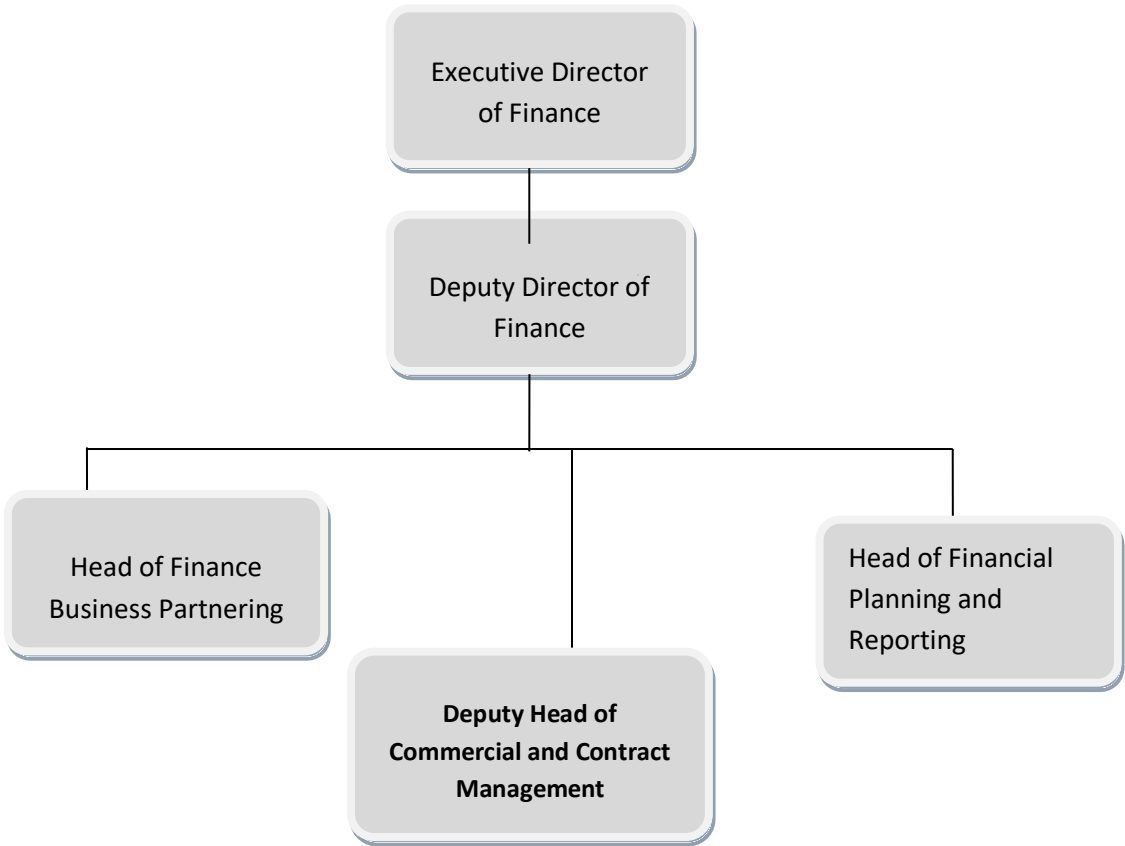 Executive Director
of Finance
Deputy Director of
Finance
Head of Finance
Business Partnering
Deputy Head of
Commercial and Contract
Management
Head of Financial
Planning and
Reporting